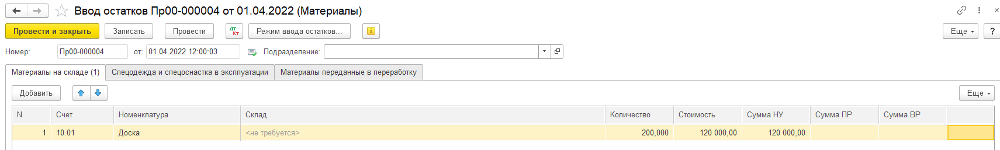 Ввод остатков Пр00-000004 от 01.04.2022 (Материалы)
Провести и закрыть Записать Провести Дт Кт Режим ввода остатков... Еще ?
Номер: Пр00-000004 от: 01.04.2022 12:00:03 Подразделение:
Материалы на складе (1) Спецодежда и спецоснастка в эксплуатации Материалы переданные в переработку
Добавить Еще
N Счет Номенклатура Склад Количество Стоимость Сумма НУ Сумма ПР Сумма ВР
1 10.01 Доска <не требуется> 200,000 120 000,00 120 000,00